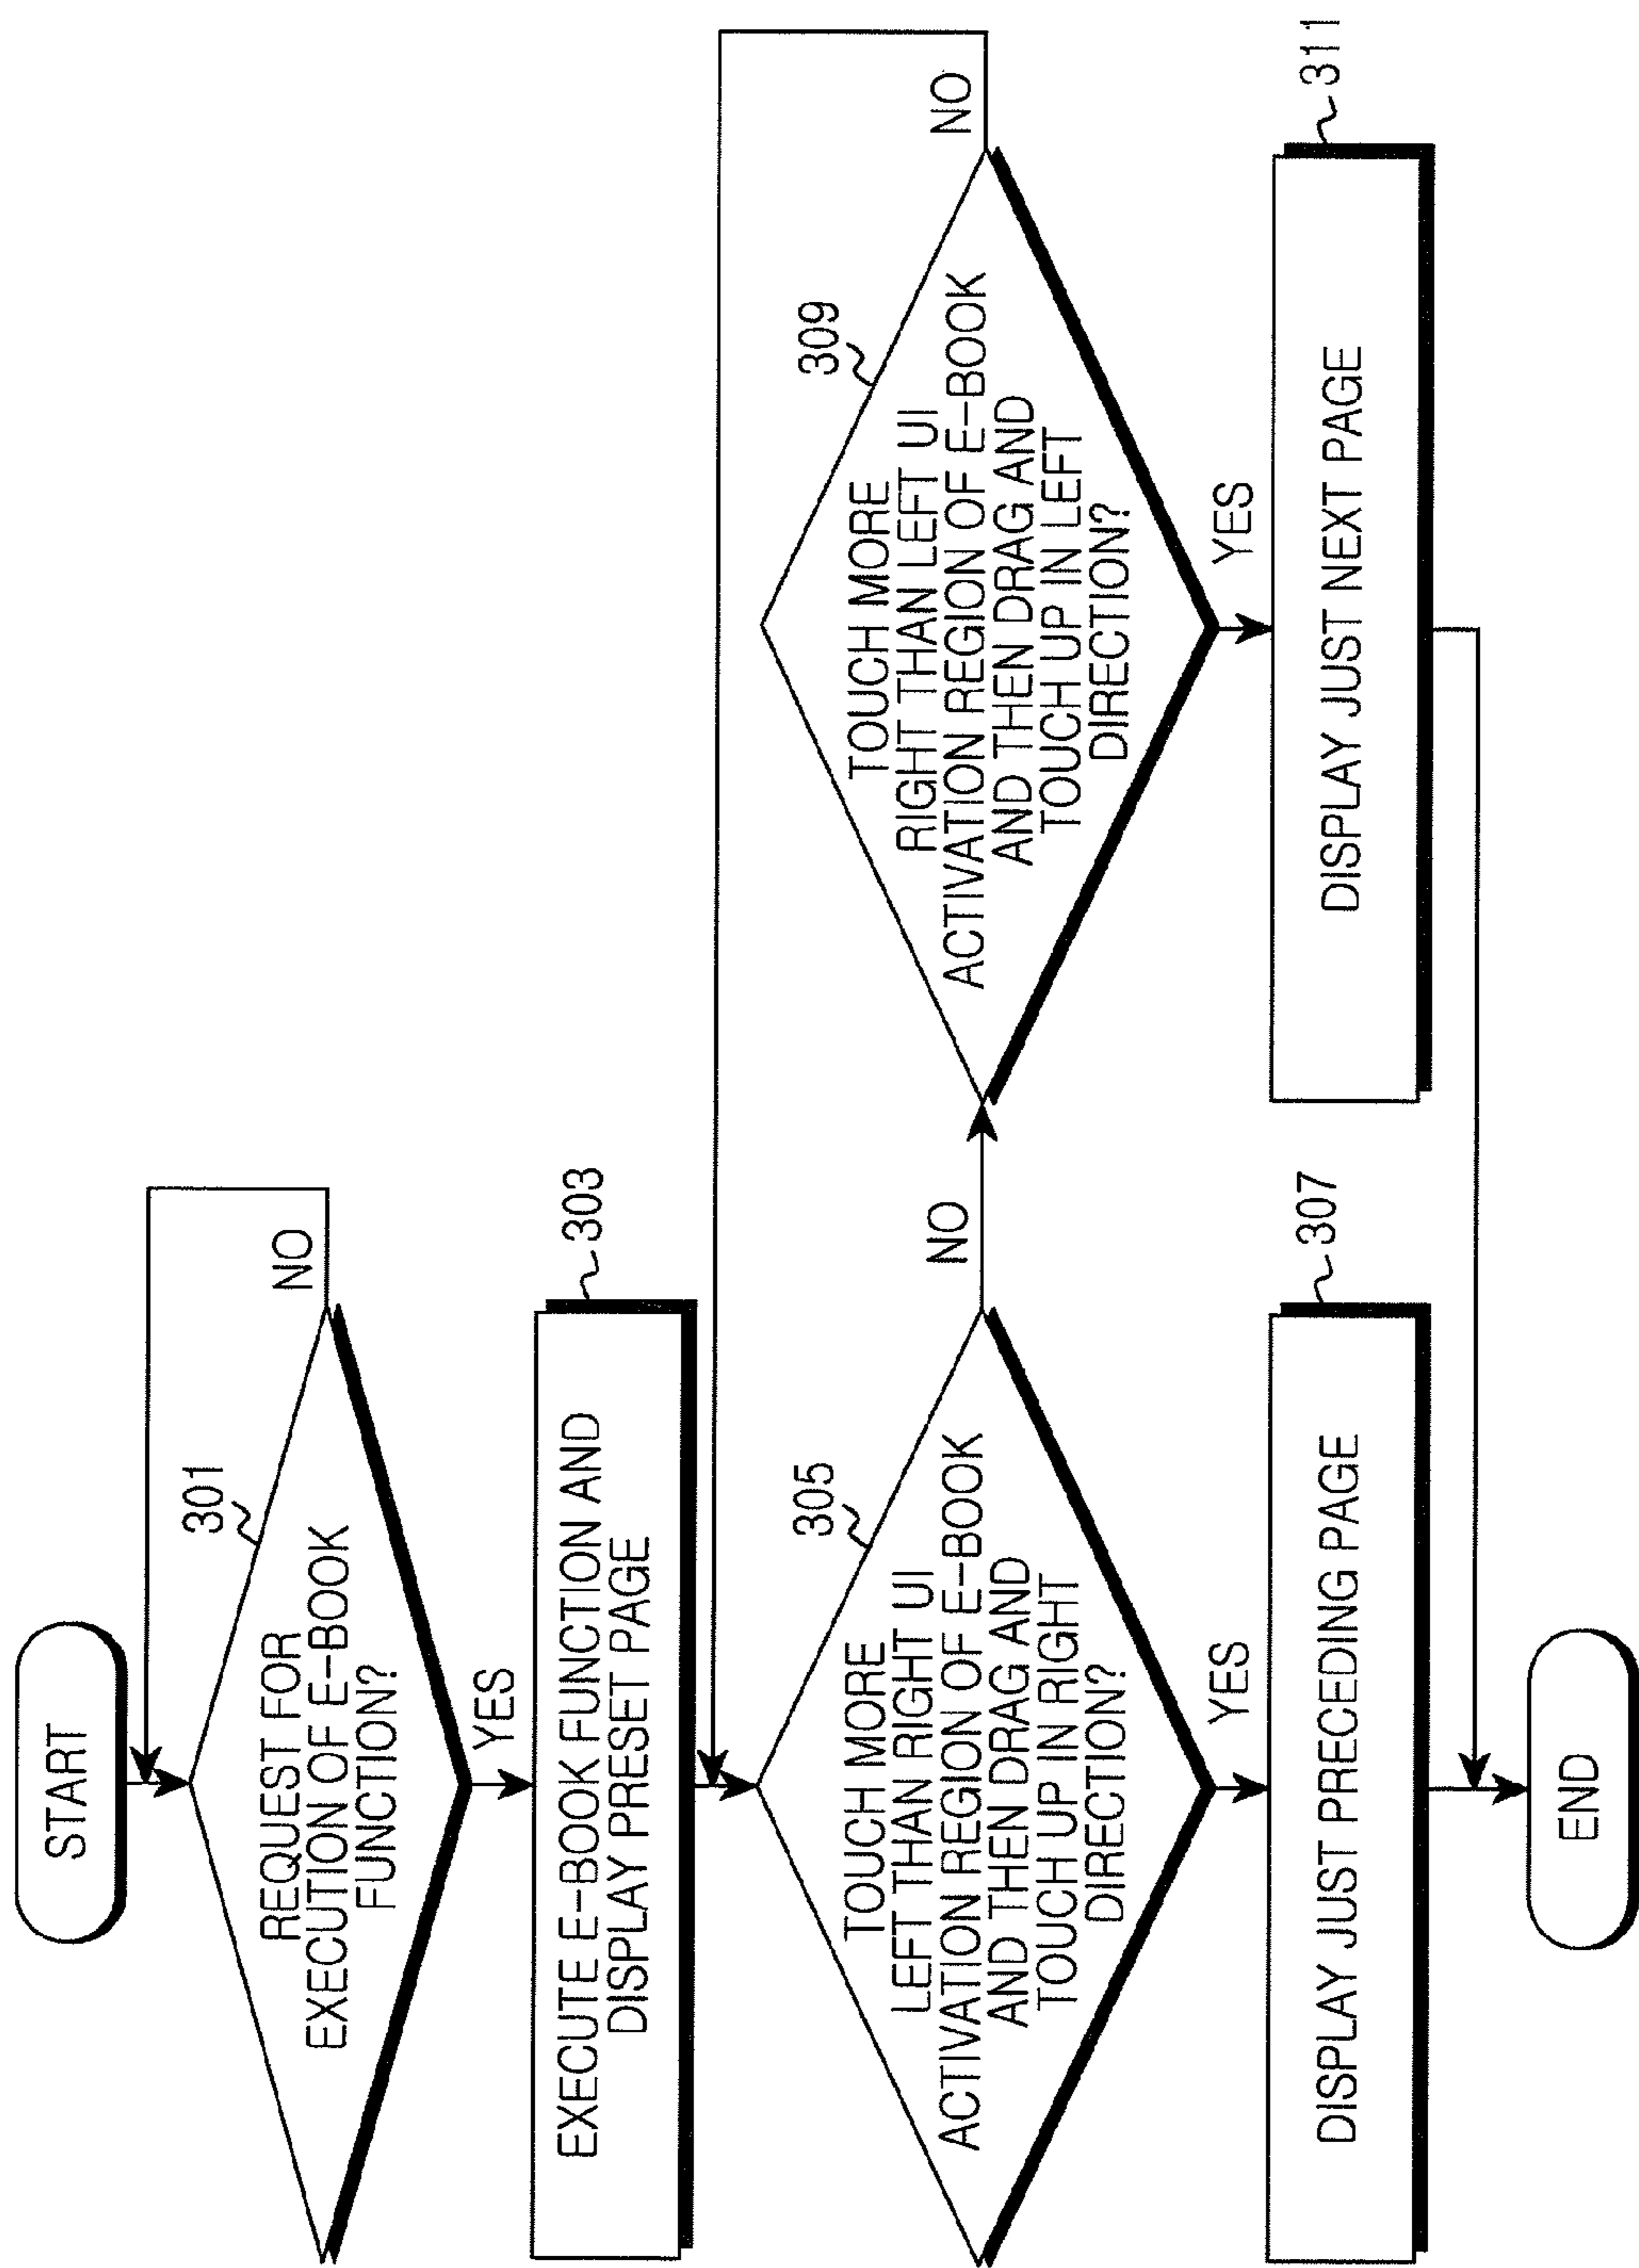 START
301
REQUEST FOR
EXECUTION OF E-BOOK
FUNCTION?
NO
YES
303
EXECUTE E-BOOK FUNCTION AND
DISPLAY PRESET PAGE
305
TOUCH MORE
LEFT THAN RIGHT UI
ACTIVATION REGION OF E-BOOK
AND THEN DRAG AND
TOUCH UP IN RIGHT
DIRECTION?
NO
YES
309
TOUCH MORE
RIGHT THAN LEFT UI
ACTIVATION REGION OF E-BOOK
AND THEN DRAG AND
TOUCH UP IN LEFT
DIRECTION?
NO
YES
307
DISPLAY JUST PRECEDING PAGE
311
DISPLAY JUST NEXT PAGE
END